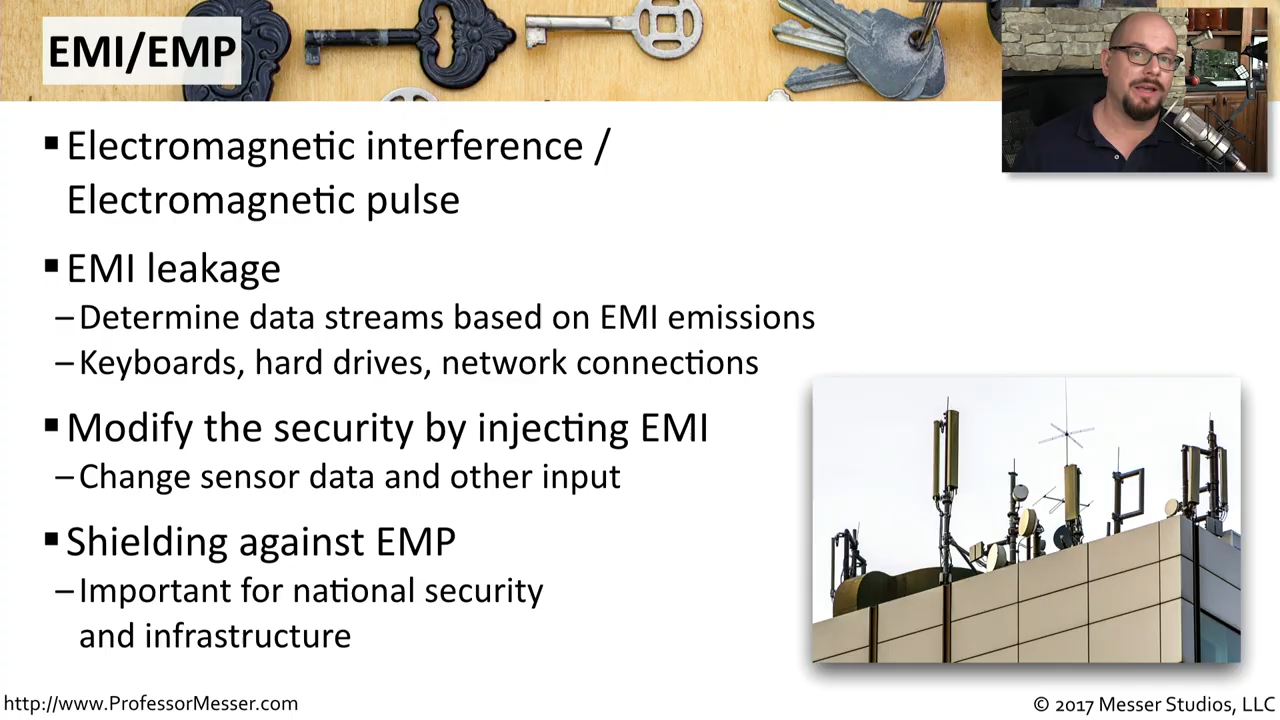 EMI/EMP
▪ Electromagnetic interference /
Electromagnetic pulse
▪ EMI leakage
– Determine data streams based on EMI emissions
– Keyboards, hard drives, network connections
▪ Modify the security by injecting EMI
– Change sensor data and other input
▪ Shielding against EMP
– Important for national security
and infrastructure
http://www.ProfessorMesser.com
© 2017 Messer Studios, LLC